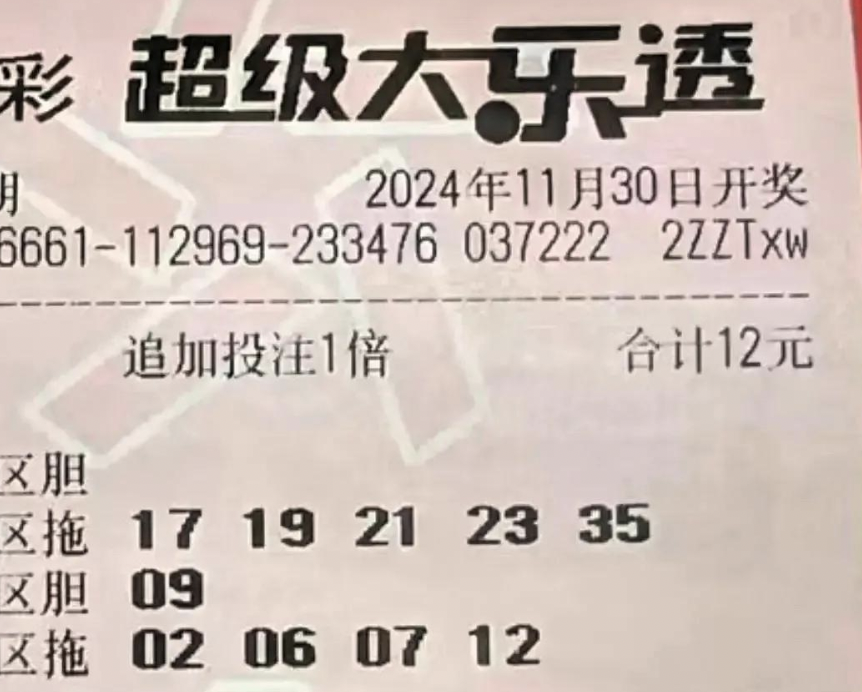 彩 超级大乐透
期 2024年11月30日开奖
6661-112969-233476 037222 2ZZTxw
追加投注1倍 合计12元
区胆
区拖 17 19 21 23 35
区胆 09
区拖 02 06 07 12